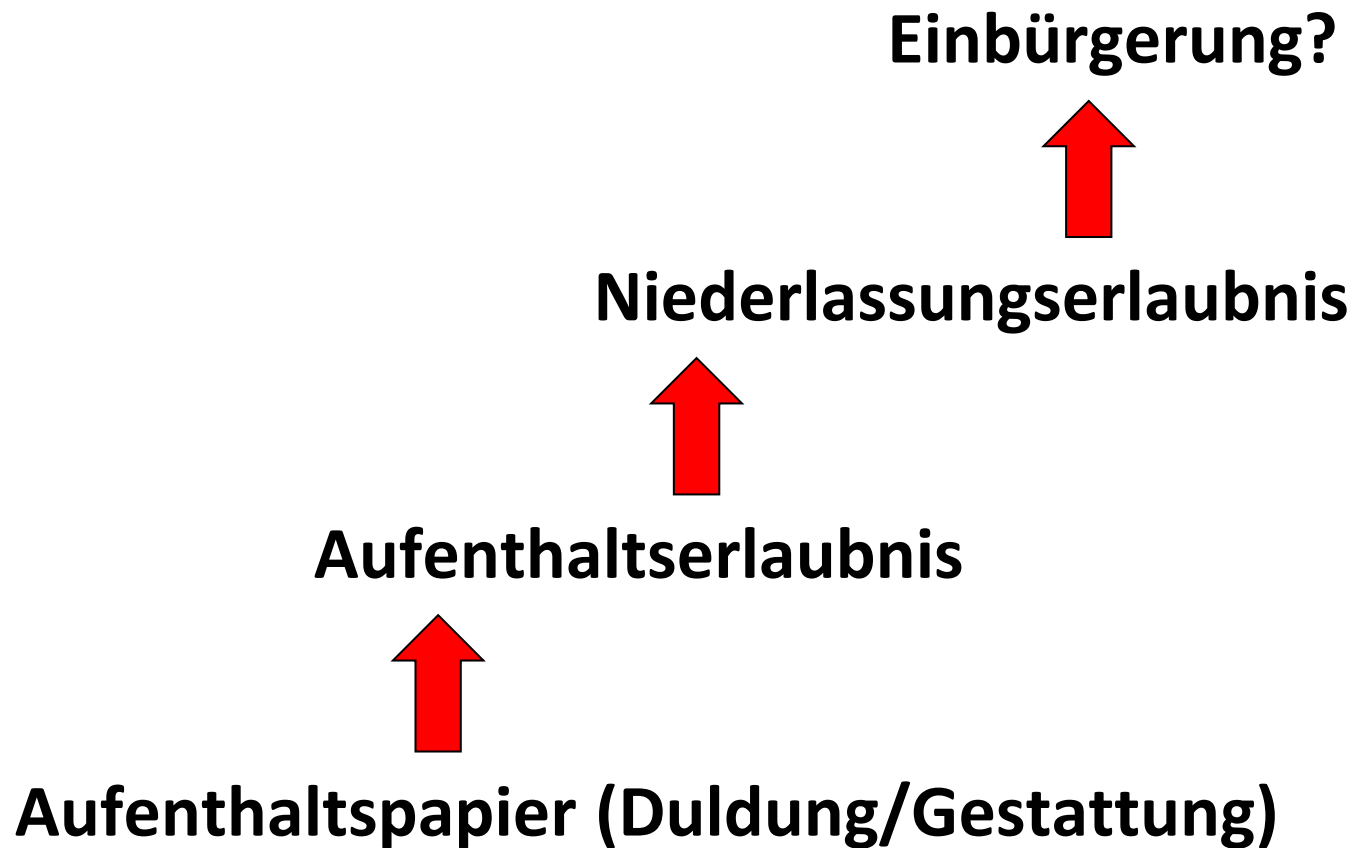 Einbürgerung?
Niederlassungserlaubnis
Aufenthaltserlaubnis
Aufenthaltspapier (Duldung/Gestattung)